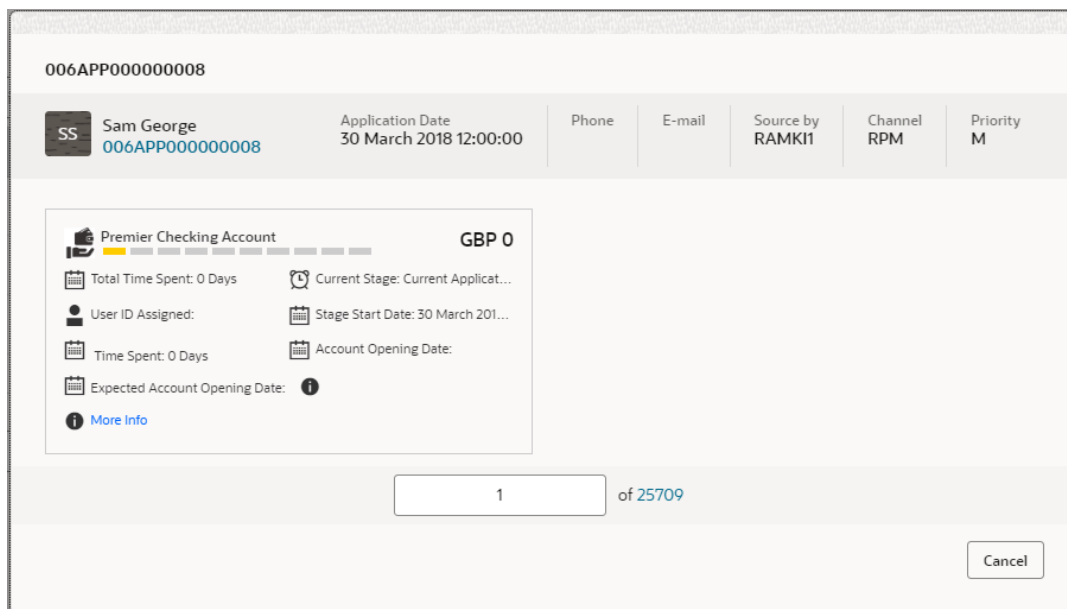 006APP000000008
SS
Sam George
006APP000000008
Application Date
30 March 2018 12:00:00
Phone
E-mail
Source by
RAMKI1
Channel
RPM
Priority
M
Premier Checking Account
GBP 0
Total Time Spent: 0 Days
Current Stage: Current Applicat...
User ID Assigned:
Stage Start Date: 30 March 201...
Time Spent: 0 Days
Account Opening Date:
Expected Account Opening Date:
More Info
1 of 25709
Cancel